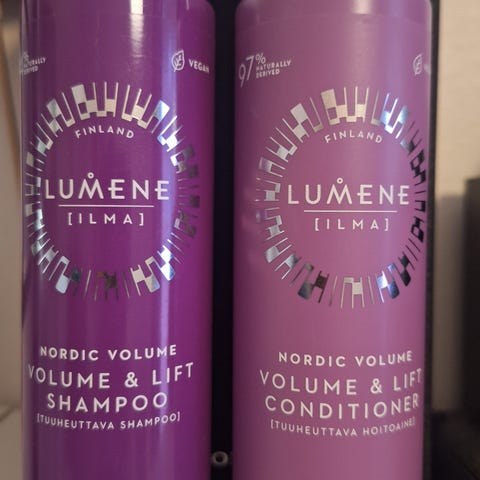 VEGAN
FINLAND
LUMENE
[ILMA]
NORDIC VOLUME
VOLUME & LIFT
SHAMPOO
[TUUHEUTTAVA SHAMPOO]
97% NATURALLY
DERIVED
FINLAND
LUMENE
[ILMA]
NORDIC VOLUME
VOLUME & LIFT
CONDITIONER
[TUUHEUTTAVA HOITOAINE]